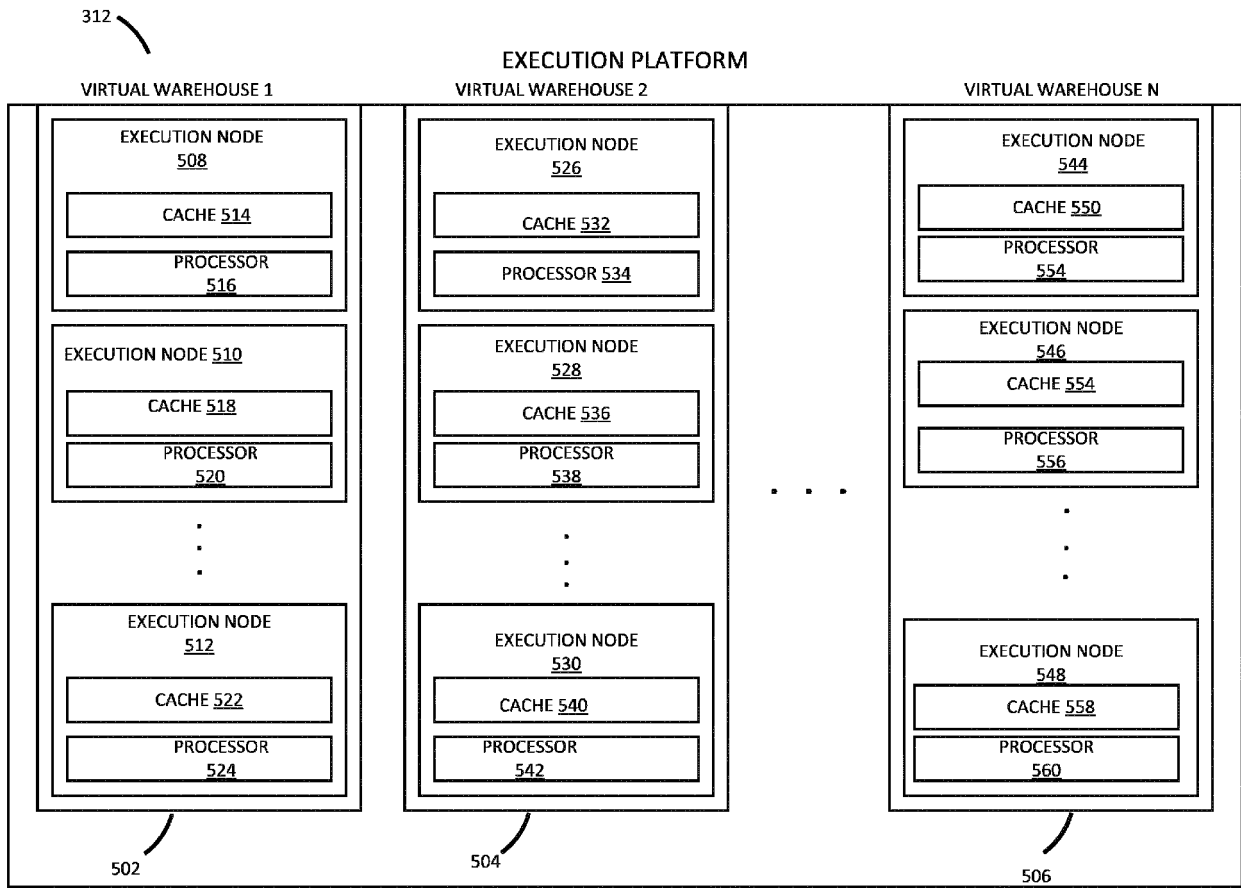 312
EXECUTION PLATFORM
VIRTUAL WAREHOUSE 1
EXECUTION NODE
508
CACHE 514
PROCESSOR
516
EXECUTION NODE 510
CACHE 518
PROCESSOR
520
EXECUTION NODE
512
CACHE 522
PROCESSOR
524
502
VIRTUAL WAREHOUSE 2
EXECUTION NODE
526
CACHE 532
PROCESSOR 534
EXECUTION NODE
528
CACHE 536
PROCESSOR
538
EXECUTION NODE
530
CACHE 540
PROCESSOR
542
504
VIRTUAL WAREHOUSE N
EXECUTION NODE
544
CACHE 550
PROCESSOR
554
EXECUTION NODE
546
CACHE 554
PROCESSOR
556
EXECUTION NODE
548
CACHE 558
PROCESSOR
560
506